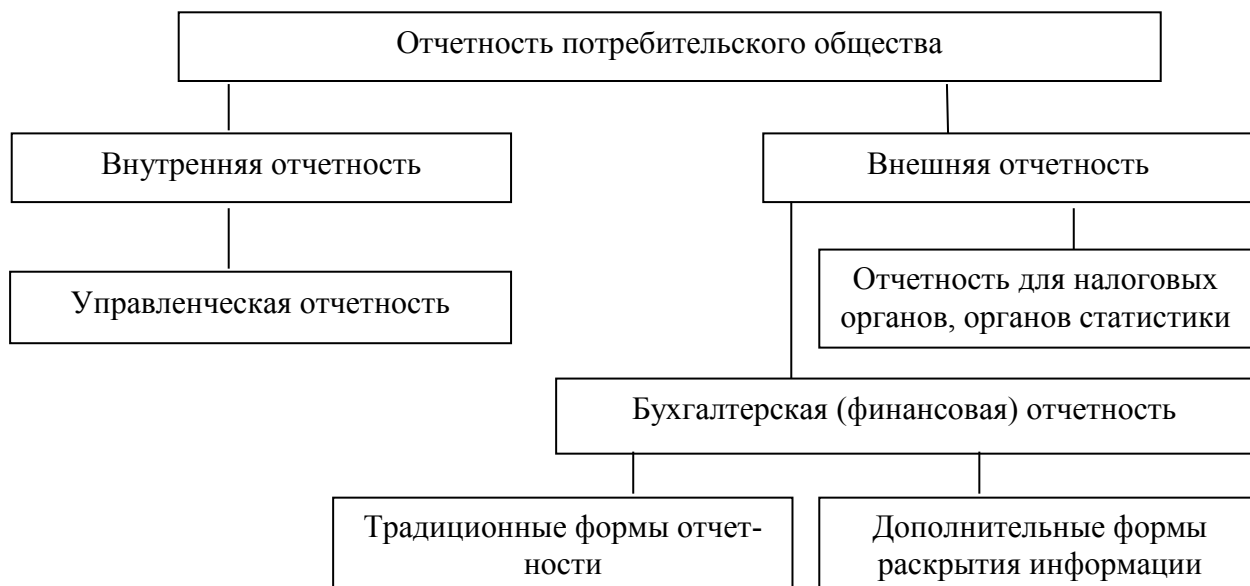 Отчетность потребительского общества
Внутренняя отчетность
Внешняя отчетность
Управленческая отчетность
Отчетность для налоговых
органов, органов статистики
Бухгалтерская (финансовая) отчетность
Традиционные формы отчет-
ности
Дополнительные формы
раскрытия информации